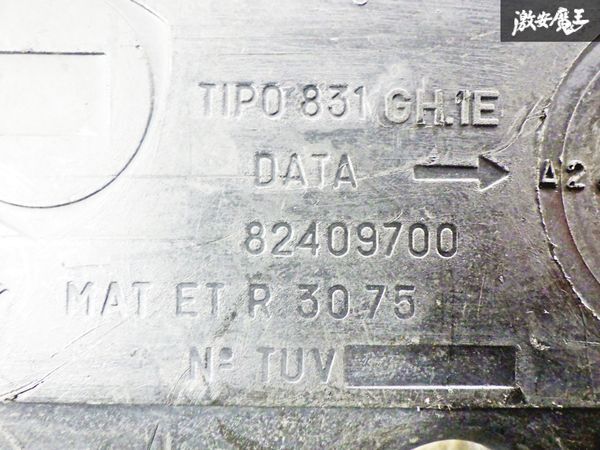 激安魔王
TIPO 831 GH.1E
DATA → A2
82409700
MAT ET R 30.75
Nº TUV